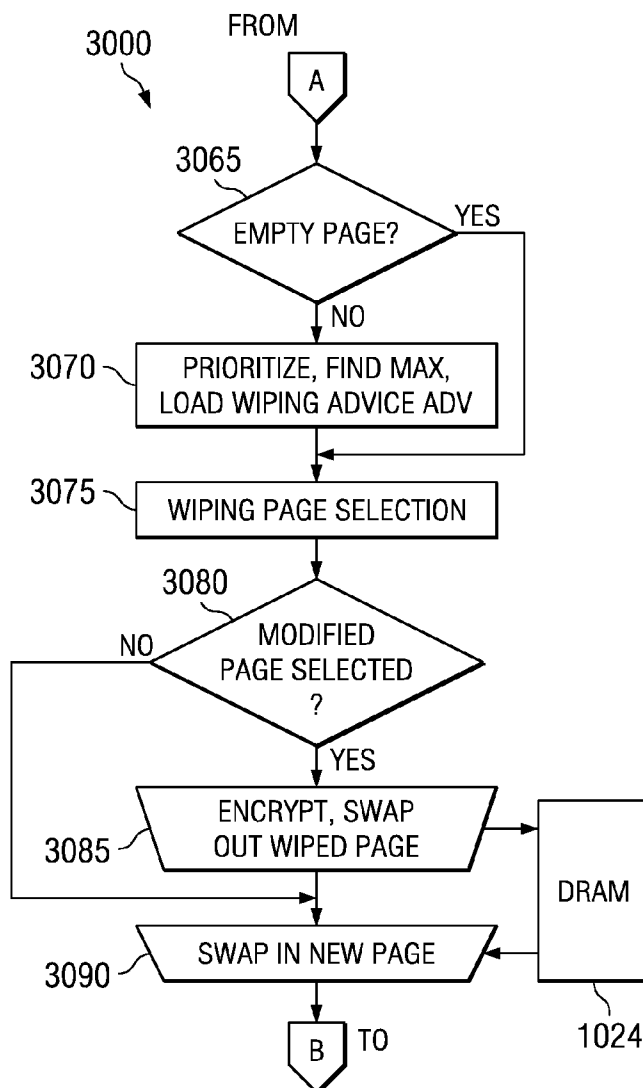 FROM
3000
A
3065
EMPTY PAGE?
YES
NO
3070
PRIORITIZE, FIND MAX,
LOAD WIPING ADVICE ADV
3075
WIPING PAGE SELECTION
3080
NO
MODIFIED
PAGE SELECTED
?
YES
3085
ENCRYPT, SWAP
OUT WIPED PAGE
DRAM
3090
SWAP IN NEW PAGE
1024
B
TO